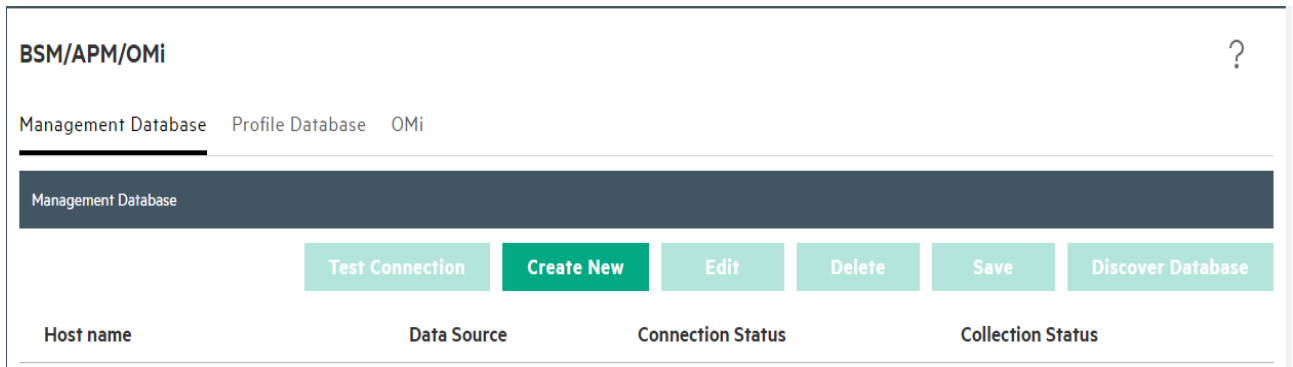 BSM/APM/OMi ?
Management Database Profile Database OMi
Management Database
Test Connection Create New Edit Delete Save Discover Database
Host name Data Source Connection Status Collection Status